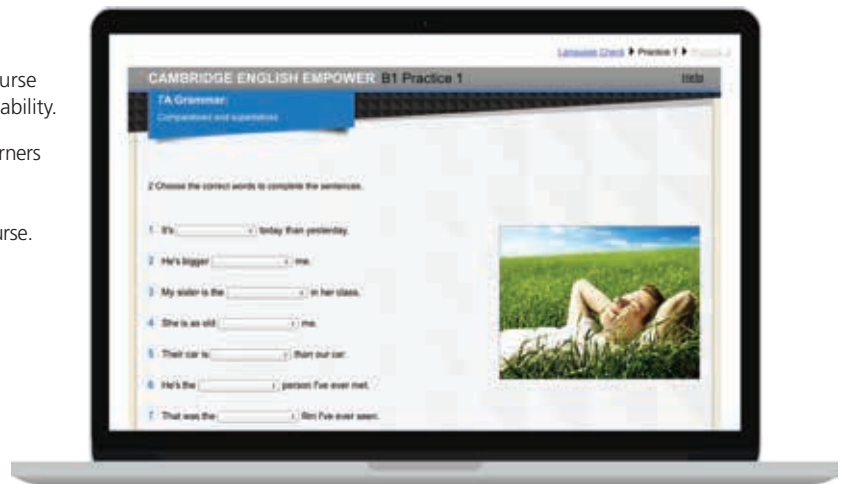 urse
ability.
rners
urse.
Language Check Practice 1
CAMBRIDGE ENGLISH EMPOWER B1 Practice 1 Help
7A Grammar:
Comparatives and superlatives
2 Choose the correct words to complete the sentences.
1 It's today than yesterday.
2 He's bigger me.
3 My sister is the in her class.
4 She is as old me.
5 Their car is than our car.
6 He's the person I've ever met.
7 That was the film I've ever seen.